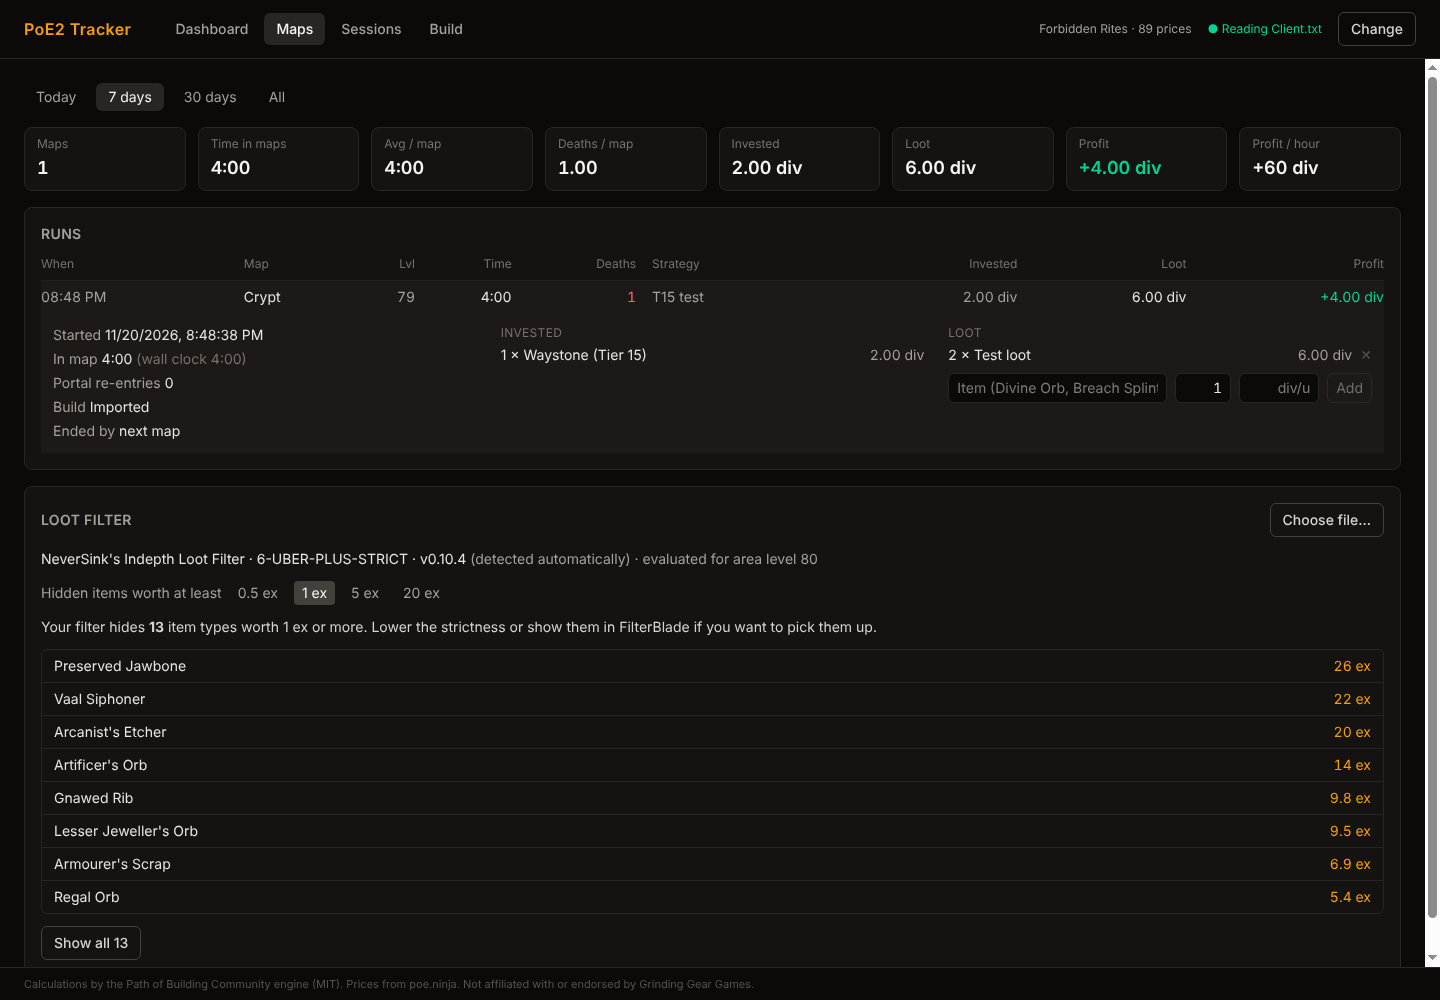 PoE2 Tracker Dashboard Maps Sessions Build Forbidden Rites · 89 prices Reading Client.txt Change
Today 7 days 30 days All
Maps Time in maps Avg / map Deaths / map Invested Loot Profit Profit / hour
1 4:00 4:00 1.00 2.00 div 6.00 div +4.00 div +60 div
RUNS
When Map Lvl Time Deaths Strategy Invested Loot Profit
08:48 PM Crypt 79 4:00 1 T15 test 2.00 div 6.00 div +4.00 div
Started 11/20/2026, 8:48:38 PM
In map 4:00 (wall clock 4:00)
Portal re-entries 0
Build Imported
Ended by next map
INVESTED
1 × Waystone (Tier 15) 2.00 div
LOOT
2 × Test loot 6.00 div ×
Item (Divine Orb, Breach Splint 1 div/u Add
LOOT FILTER Choose file...
NeverSink's Indepth Loot Filter · 6-UBER-PLUS-STRICT · v0.10.4 (detected automatically) · evaluated for area level 80
Hidden items worth at least 0.5 ex 1 ex 5 ex 20 ex
Your filter hides 13 item types worth 1 ex or more. Lower the strictness or show them in FilterBlade if you want to pick them up.
Preserved Jawbone 26 ex
Vaal Siphoner 22 ex
Arcanist's Etcher 20 ex
Artificer's Orb 14 ex
Gnawed Rib 9.8 ex
Lesser Jeweller's Orb 9.5 ex
Armourer's Scrap 6.9 ex
Regal Orb 5.4 ex
Show all 13
Calculations by the Path of Building Community engine (MIT). Prices from poe.ninja. Not affiliated with or endorsed by Grinding Gear Games.